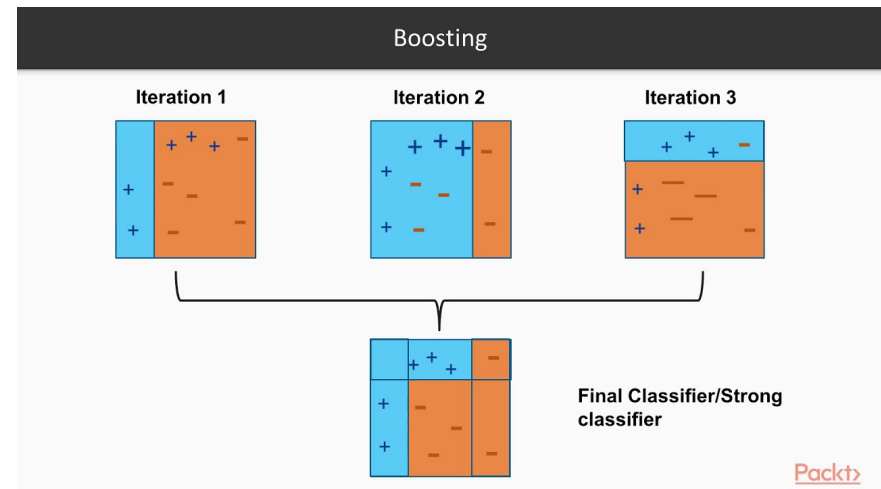 Boosting
Iteration 1
Iteration 2
Iteration 3
Final Classifier/Strong
classifier
Packt>